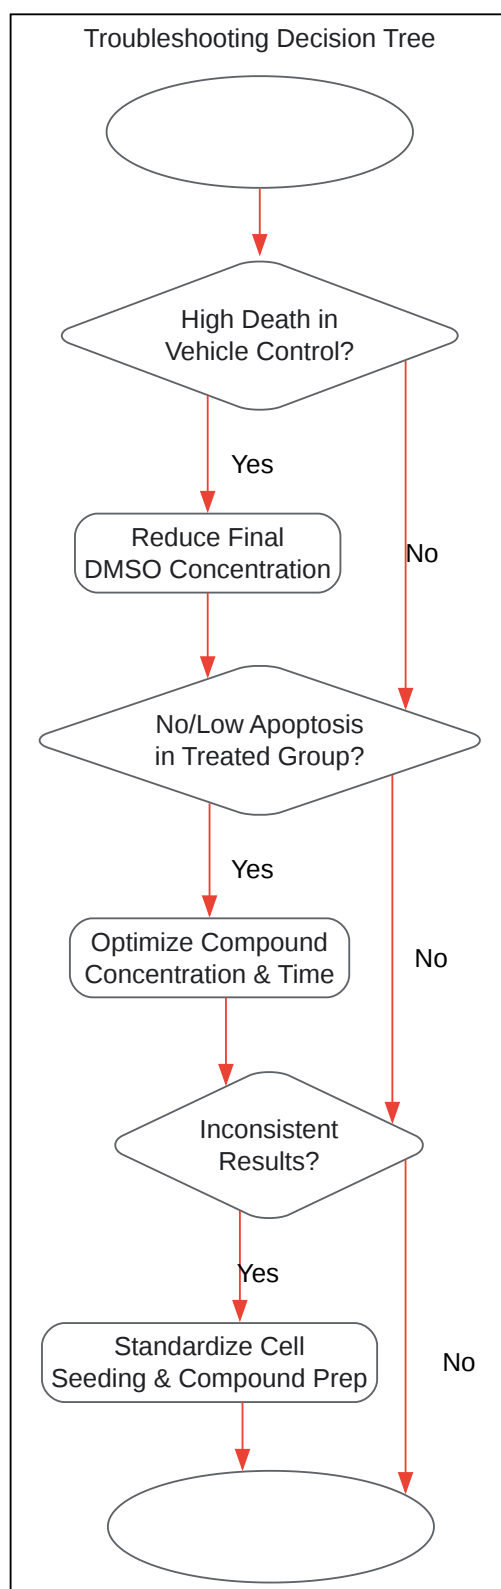 Troubleshooting Decision Tree
High Death in
Vehicle Control?
Yes
Reduce Final
DMSO Concentration
No
No/Low Apoptosis
in Treated Group?
Yes
Optimize Compound
Concentration & Time
No
Inconsistent
Results?
Yes
Standardize Cell
Seeding & Compound Prep
No